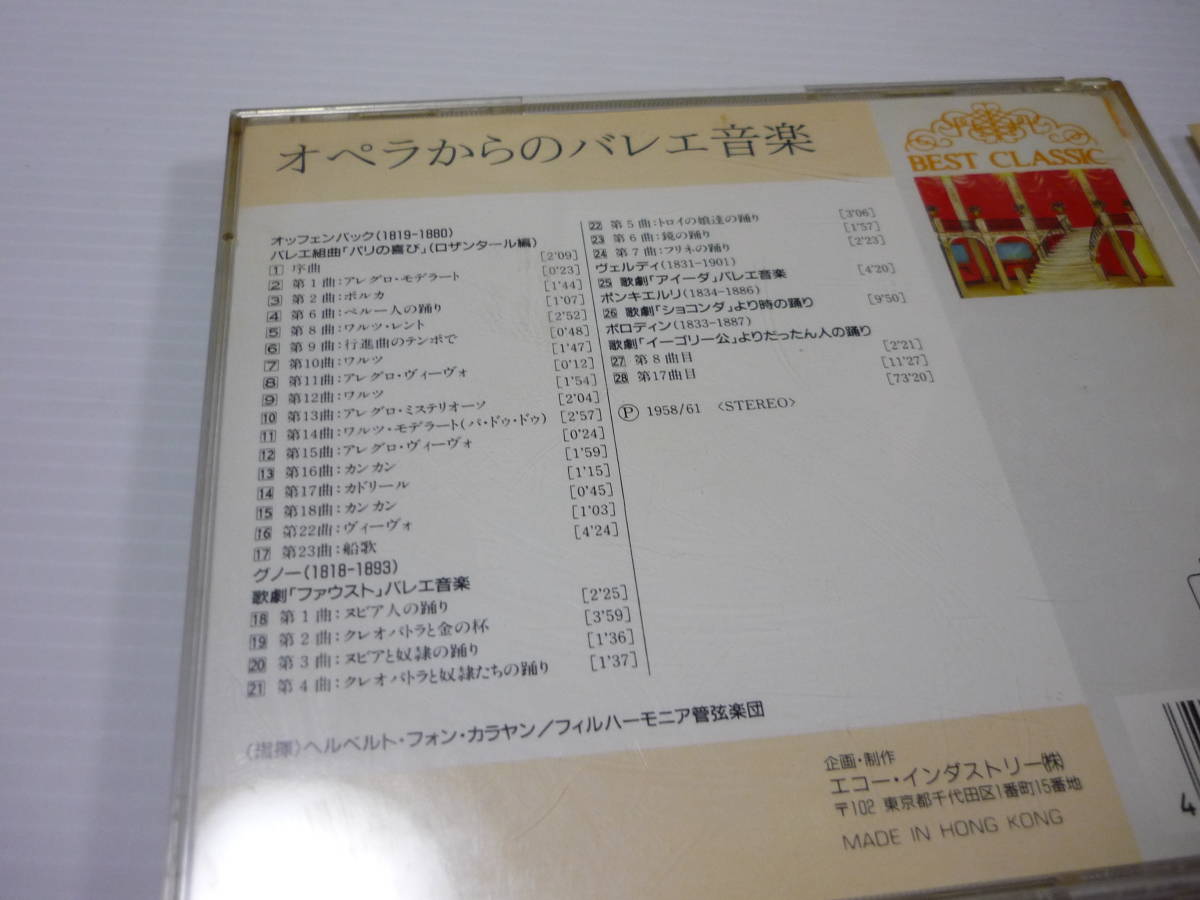 オペラからのバレエ音楽
BEST CLASSIC
オッフェンバック(1819-1880)
バレエ組曲「パリの喜び」(ロザンタール編)
1 序曲 [2'09]
2 第1曲:アレグロ・モデラート [0'23]
3 第2曲:ポルカ [1'44]
4 第6曲:ペルー人の踊り [1'07]
5 第8曲:ワルツ・レント [2'52]
6 第9曲:行進曲のテンポで [0'48]
7 第10曲:ワルツ [1'47]
8 第11曲:アレグロ・ヴィーヴォ [0'12]
9 第12曲:ワルツ [1'54]
10 第13曲:アレグロ・ミステリオーソ [2'04]
11 第14曲:ワルツ・モデラート(パ・ドゥ・ドゥ) [2'57]
12 第15曲:アレグロ・ヴィーヴォ [0'24]
13 第16曲:カンカン [1'59]
14 第17曲:カドリール [1'15]
15 第18曲:カンカン [0'45]
16 第22曲:ヴィーヴォ [1'03]
17 第23曲:船歌 [4'24]
グノー(1818-1893)
歌劇「ファウスト」バレエ音楽
18 第1曲:ヌビア人の踊り [2'25]
19 第2曲:クレオパトラと金の杯 [3'59]
20 第3曲:ヌビアと奴隷の踊り [1'36]
21 第4曲:クレオパトラと奴隷たちの踊り [1'37]
22 第5曲:トロイの娘達の踊り [3'06]
23 第6曲:鏡の踊り [1'57]
24 第7曲:フリネの踊り [2'23]
ヴェルディ(1831-1901)
25 歌劇「アイーダ」バレエ音楽 [4'20]
ポンキエルリ(1834-1886)
26 歌劇「ジョコンダ」より時の踊り [9'50]
ボロディン(1833-1887)
歌劇「イーゴリー公」よりだったん人の踊り
27 第8曲目 [2'21]
28 第17曲目 [11'27]
[73'20]
Ⓟ 1958/61 〈STEREO〉
(指揮)ヘルベルト・フォン・カラヤン/フィルハーモニア管弦楽団
企画・制作
エコー・インダストリー㈱
〒102 東京都千代田区1番町15番地
MADE IN HONG KONG
4